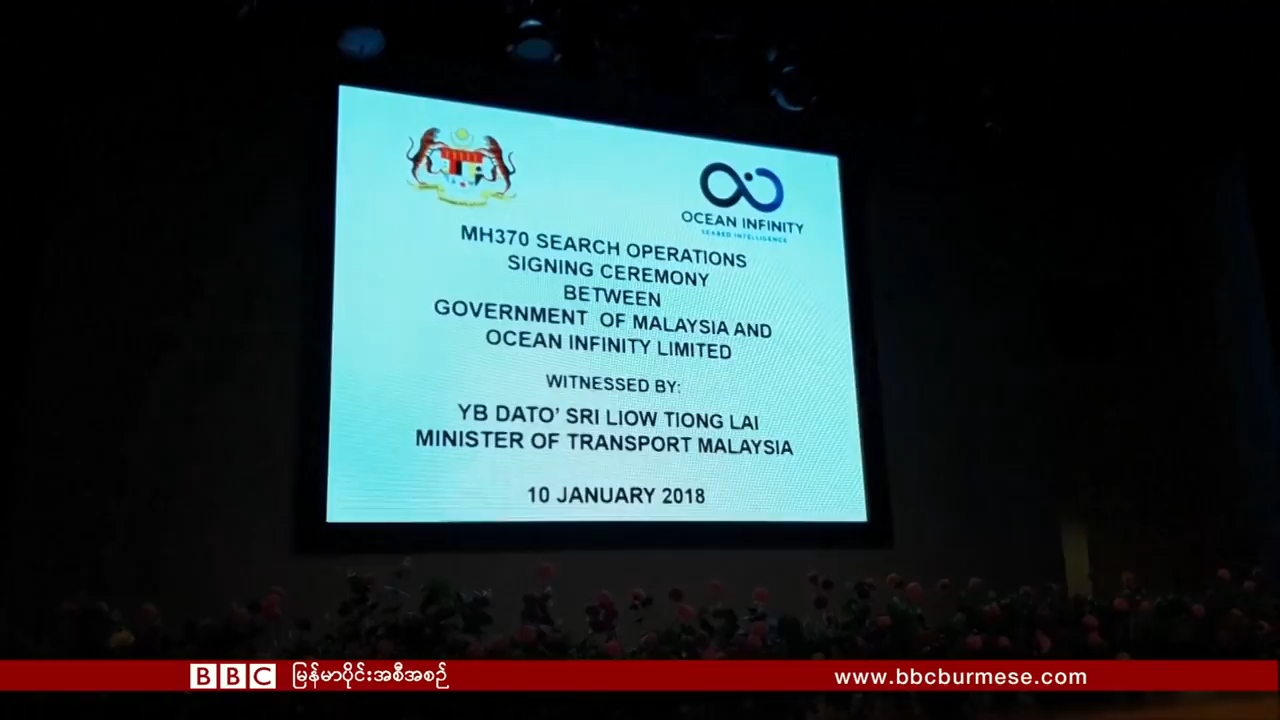 OCEAN INFINITY
SEABED INTELLIGENCE
MH370 SEARCH OPERATIONS
SIGNING CEREMONY
BETWEEN
GOVERNMENT OF MALAYSIA AND
OCEAN INFINITY LIMITED
WITNESSED BY:
YB DATO' SRI LIOW TIONG LAI
MINISTER OF TRANSPORT MALAYSIA
10 JANUARY 2018
BBC မြန်မာပိုင်းအစီအစဉ် www.bbcburmese.com